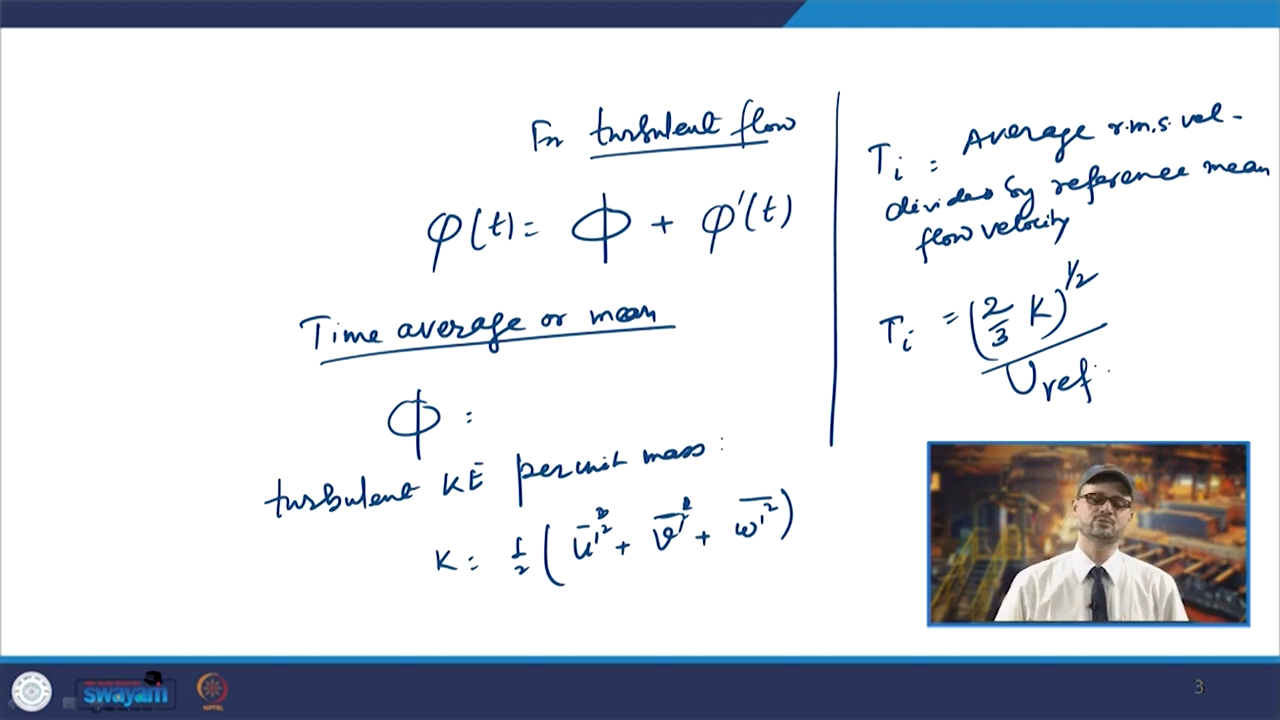 For turbulent flow
φ(t) = Φ + φ'(t)
Time average or mean
Φ =
turbulent KE per unit mass :
K = 1/2 ( u'² + v'² + w'² )
Ti = Average r.m.s. vel-
divided by reference mean
flow velocity
Ti = (2/3 K)^1/2 / Uref
swayam
NPTEL
3